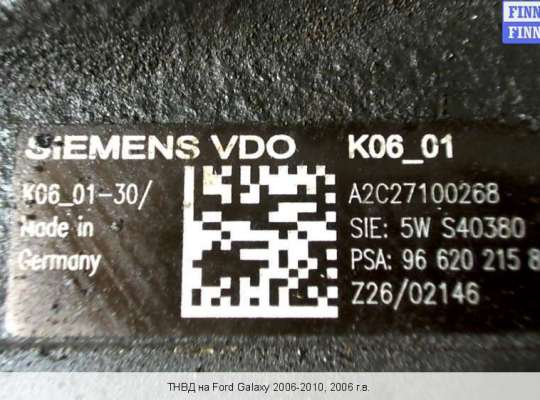 FINN
FINN
SIEMENS VDO K06_01
K06_01-30/ A2C27100268
Made in SIE: 5W S40380
Germany PSA: 96 620 215 8
Z26/02146
ТНВД на Ford Galaxy 2006-2010, 2006 г.в.